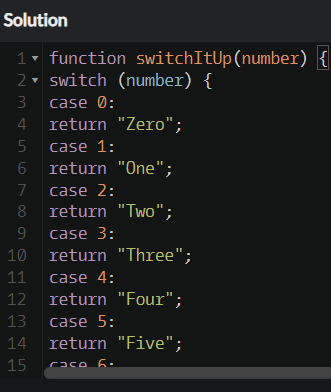 Solution
1 function switchItUp(number) {
2 switch (number) {
3 case 0:
4 return "Zero";
5 case 1:
6 return "One";
7 case 2:
8 return "Two";
9 case 3:
10 return "Three";
11 case 4:
12 return "Four";
13 case 5:
14 return "Five";
15 case 6: